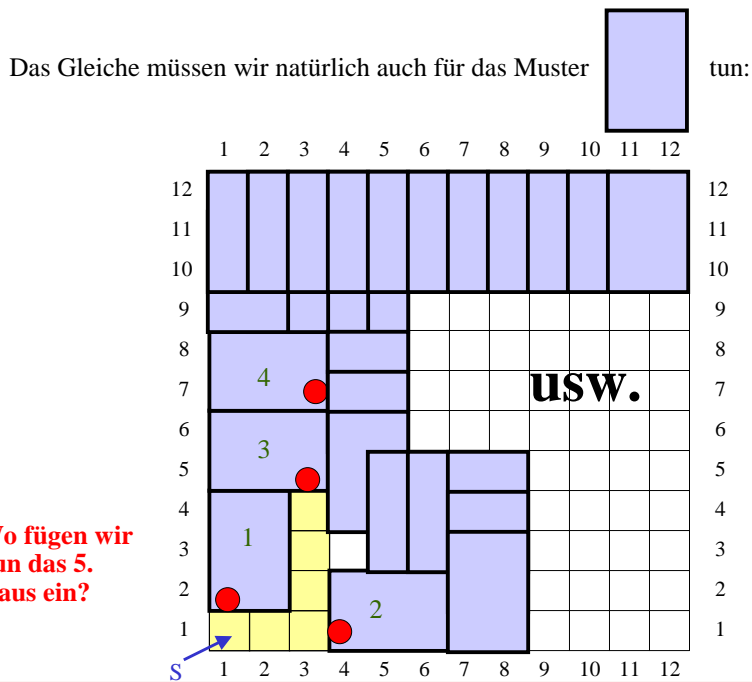 Das Gleiche müssen wir natürlich auch für das Muster tun:
1 2 3 4 5 6 7 8 9 10 11 12
12 12
11 11
10 10
9 9
8 8
4
7 usw. 7
6 6
3
5 5
4 4
1
3 3
fügen wir
das 5.
ein?
2 2
2
1 1
S 1 2 3 4 5 6 7 8 9 10 11 12